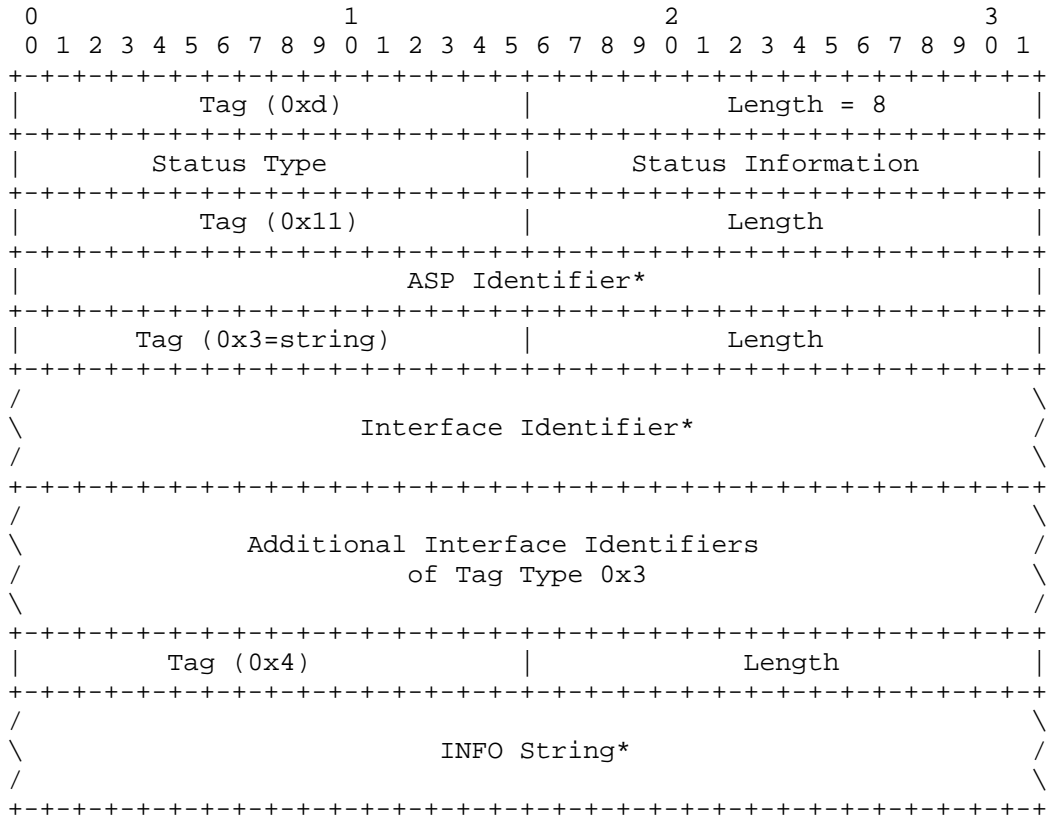 0                   1                   2                   3
 0 1 2 3 4 5 6 7 8 9 0 1 2 3 4 5 6 7 8 9 0 1 2 3 4 5 6 7 8 9 0 1
+-+-+-+-+-+-+-+-+-+-+-+-+-+-+-+-+-+-+-+-+-+-+-+-+-+-+-+-+-+-+-+-+
|           Tag (0xd)           |            Length = 8         |
+-+-+-+-+-+-+-+-+-+-+-+-+-+-+-+-+-+-+-+-+-+-+-+-+-+-+-+-+-+-+-+-+
|        Status Type            |      Status Information       |
+-+-+-+-+-+-+-+-+-+-+-+-+-+-+-+-+-+-+-+-+-+-+-+-+-+-+-+-+-+-+-+-+
|           Tag (0x11)          |            Length             |
+-+-+-+-+-+-+-+-+-+-+-+-+-+-+-+-+-+-+-+-+-+-+-+-+-+-+-+-+-+-+-+-+
|                        ASP Identifier*                        |
+-+-+-+-+-+-+-+-+-+-+-+-+-+-+-+-+-+-+-+-+-+-+-+-+-+-+-+-+-+-+-+-+
|       Tag (0x3=string)        |            Length             |
+-+-+-+-+-+-+-+-+-+-+-+-+-+-+-+-+-+-+-+-+-+-+-+-+-+-+-+-+-+-+-+-+
/                                                               \
\                     Interface Identifier*                     /
/                                                               \
+-+-+-+-+-+-+-+-+-+-+-+-+-+-+-+-+-+-+-+-+-+-+-+-+-+-+-+-+-+-+-+-+
/                                                               \
\              Additional Interface Identifiers                 /
/                        of Tag Type 0x3                        \
\                                                               /
+-+-+-+-+-+-+-+-+-+-+-+-+-+-+-+-+-+-+-+-+-+-+-+-+-+-+-+-+-+-+-+-+
|         Tag (0x4)             |             Length            |
+-+-+-+-+-+-+-+-+-+-+-+-+-+-+-+-+-+-+-+-+-+-+-+-+-+-+-+-+-+-+-+-+
/                                                               \
\                          INFO String*                         /
/                                                               \
+-+-+-+-+-+-+-+-+-+-+-+-+-+-+-+-+-+-+-+-+-+-+-+-+-+-+-+-+-+-+-+-+